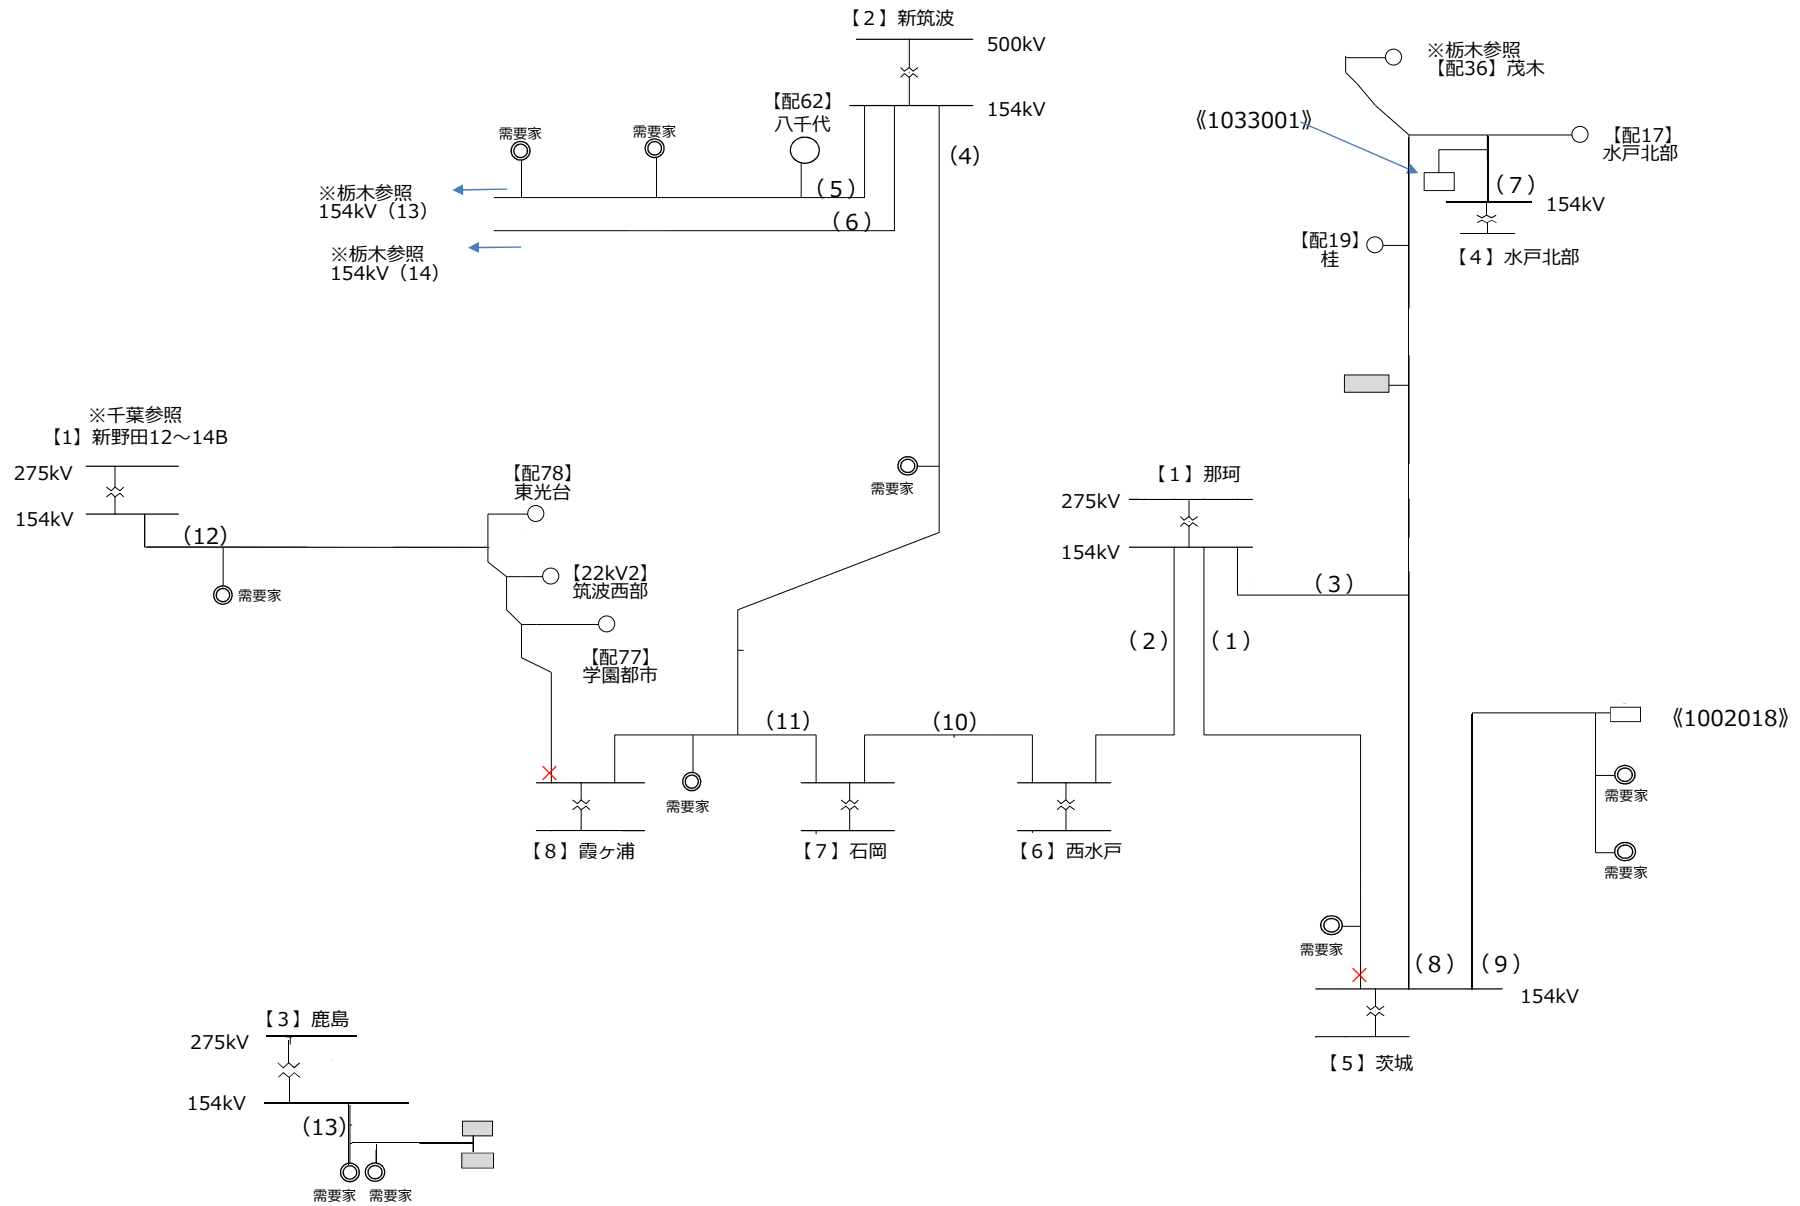 【2】新筑波
500kV
154kV
【配62】
八千代
需要家
需要家
※栃木参照
154kV（13）
（5）
（6）
※栃木参照
154kV（14）
（4）
※栃木参照
【配36】茂木
《1033001》
【配17】
水戸北部
（7）
154kV
【4】水戸北部
【配19】
桂
※千葉参照
【1】新野田12～14B
275kV
154kV
（12）
需要家
【配78】
東光台
【22kV2】
筑波西部
【配77】
学園都市
需要家
【1】那珂
275kV
154kV
（3）
（2）
（1）
（11）
（10）
需要家
【8】霞ヶ浦
【7】石岡
【6】西水戸
《1002018》
需要家
需要家
需要家
（8）
（9）
154kV
【5】茨城
【3】鹿島
275kV
154kV
（13）
需要家
需要家